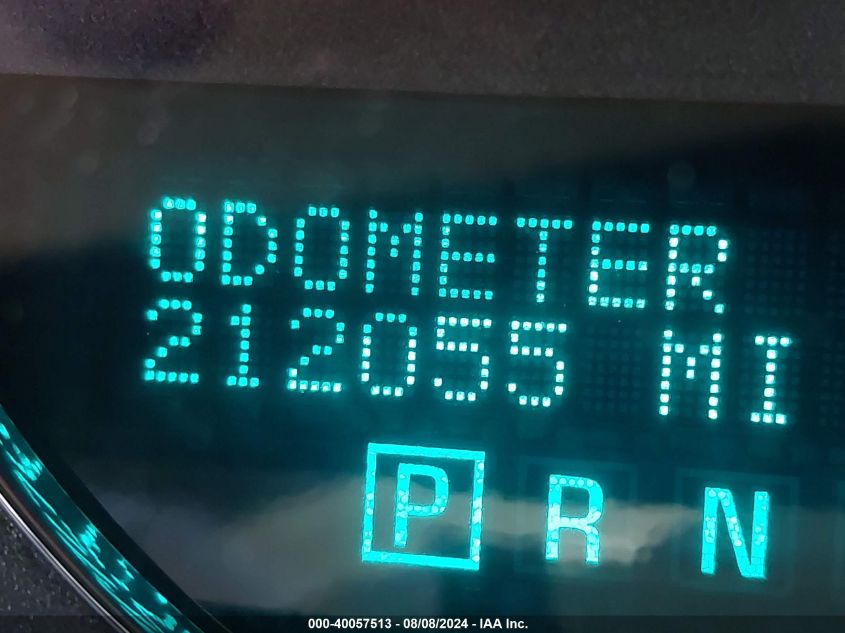 ODOMETER
212055 MI
P R N
000-40057513 - 08/08/2024 - IAA Inc.